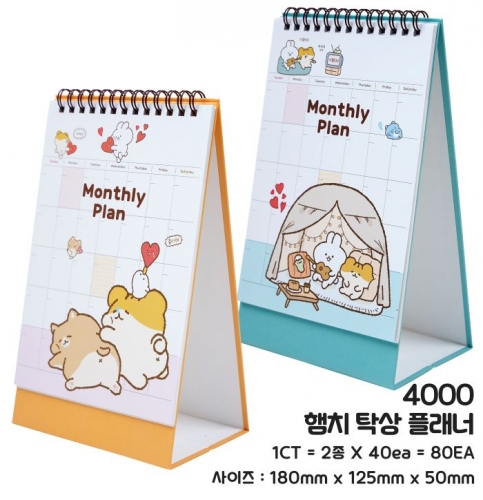 Monthly
Plan
Monthly
Plan
4000
햄치 탁상 플래너
1CT = 2종 X 40ea = 80EA
사이즈 : 180mm x 125mm x 50mm